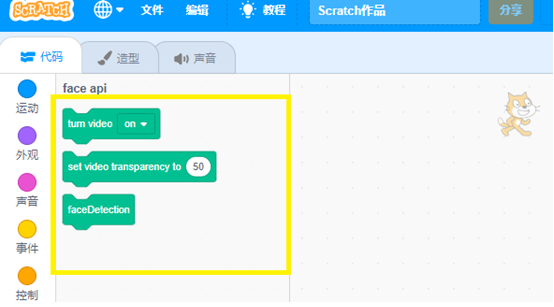 SCRATCH 文件 编辑 教程 Scratch作品 分享
代码 造型 声音
face api
运动
外观
声音
事件
控制
turn video on
set video transparency to 50
faceDetection